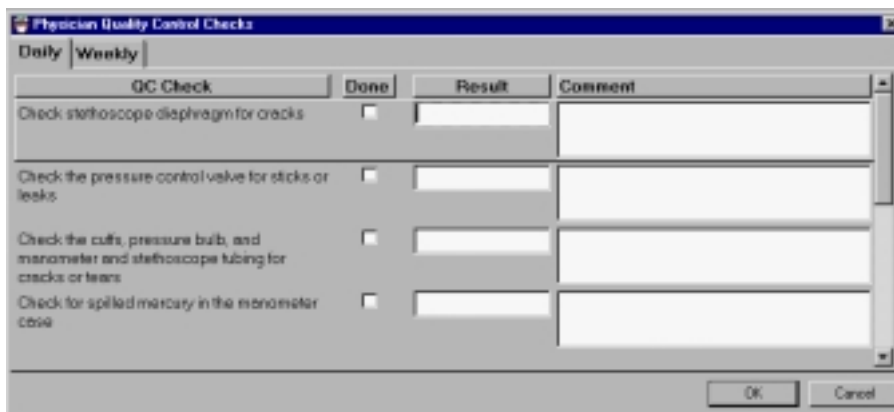 Physician Quality Control Checks
Daily Weekly
QC Check Done Result Comment
Check stethoscope diaphragm for cracks
Check the pressure control valve for sticks or
leaks
Check the cuffs, pressure bulb, and
manometer and stethoscope tubing for
cracks or tears
Check for spilled mercury in the manometer
case
OK Cancel